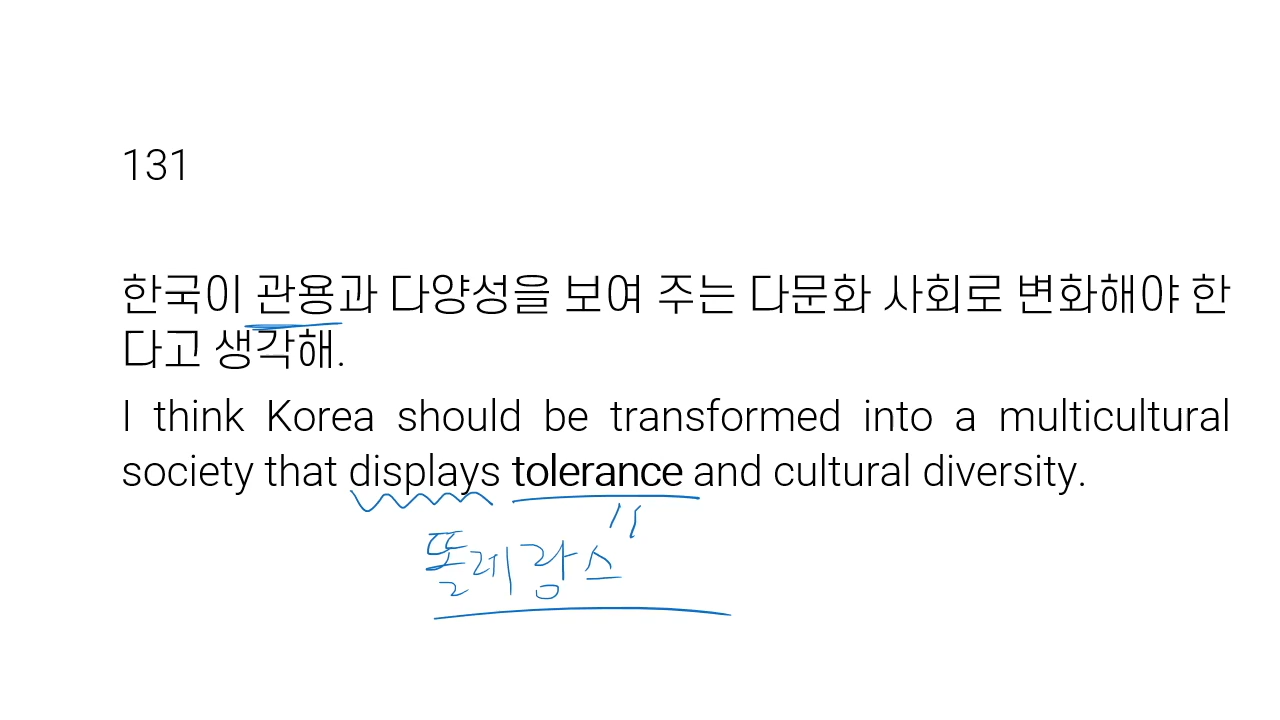 131
한국이 관용과 다양성을 보여 주는 다문화 사회로 변화해야 한
다고 생각해.
I think Korea should be transformed into a multicultural
society that displays tolerance and cultural diversity.
똘레랑스